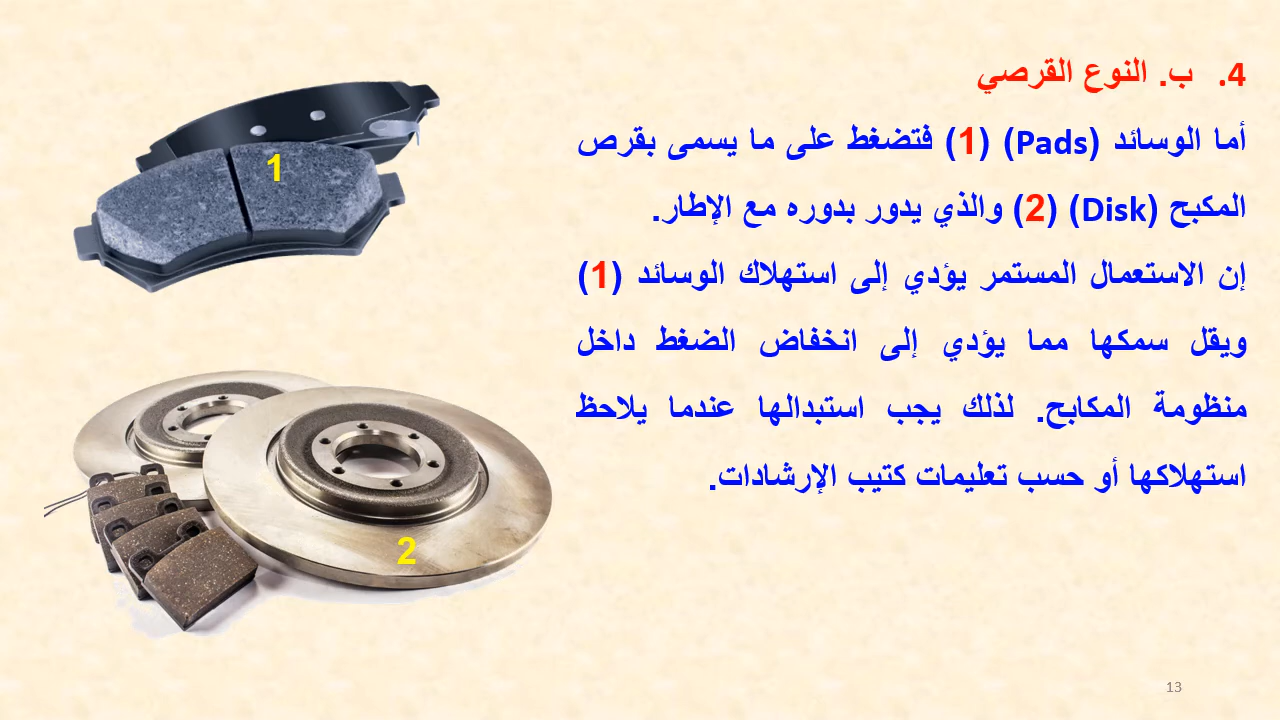 4. ب. النوع القرصي
أما الوسائد (Pads) (1) فتضغط على ما يسمى بقرص
المكبح (Disk) (2) والذي يدور بدوره مع الإطار.
إن الاستعمال المستمر يؤدي إلى استهلاك الوسائد (1)
ويقل سمكها مما يؤدي إلى انخفاض الضغط داخل
منظومة المكابح. لذلك يجب استبدالها عندما يلاحظ
استهلاكها أو حسب تعليمات كتيب الإرشادات.
1
2
13